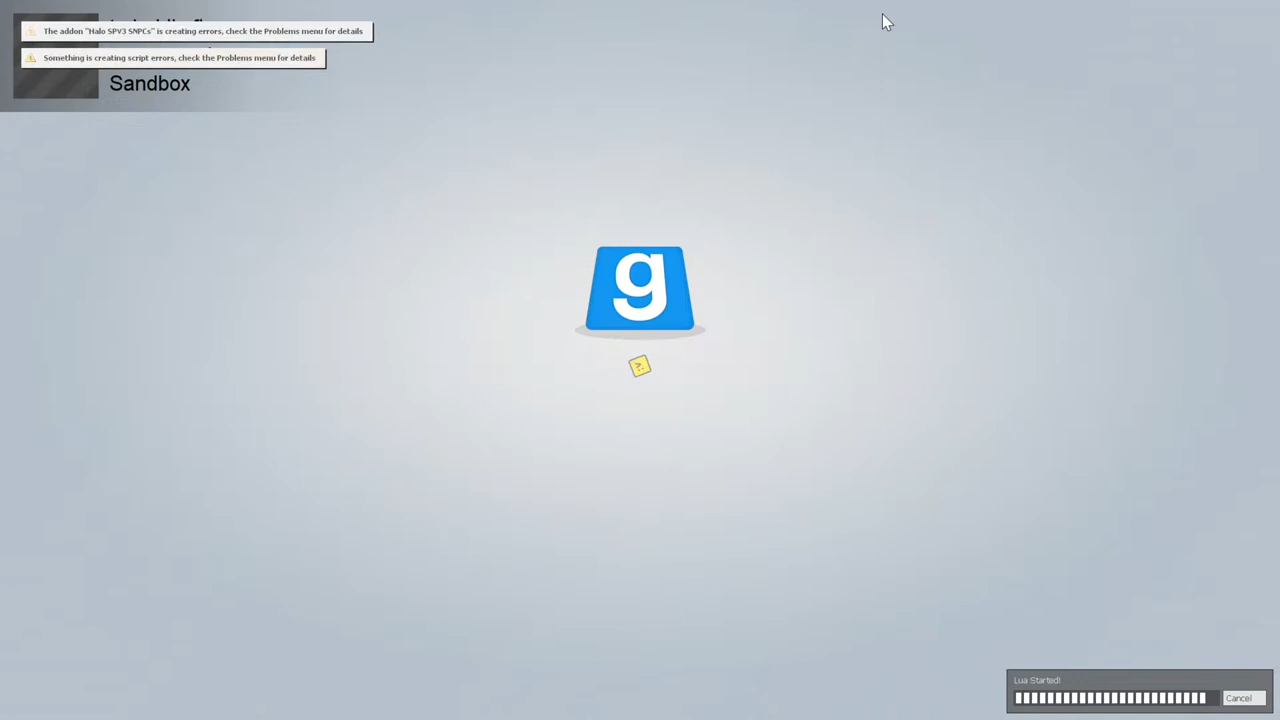 The addon "Halo SPV3 SNPCs" is creating errors, check the Problems menu for details
Something is creating script errors, check the Problems menu for details
Sandbox
g
Lua Started!
Cancel